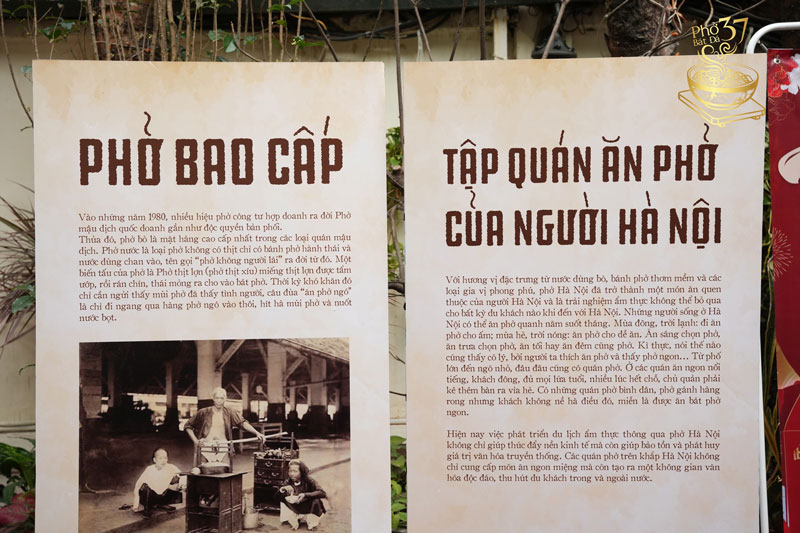 Phở 37
Bát Đá
PHỞ BAO CẤP
Vào những năm 1980, nhiều hiệu phở công tư hợp doanh ra đời Phở
mậu dịch quốc doanh gần như độc quyền bán phối.
Thủa đó, phở bò là mặt hàng cao cấp nhất trong các loại quán mậu
dịch. Phở nước là loại phở không có thịt chỉ có bánh phở hành thái và
nước dùng chan vào, tên gọi “phở không người lái” ra đời từ đó. Một
biến tấu của phở là Phở thịt lợn (phở thịt xíu) miếng thịt lợn được tẩm
ướp, rồi rán chín, thái mỏng ra cho vào bát phở. Thời kỳ khó khăn đó
chỉ cần ngửi thấy mùi phở đã thấy tỉnh người, câu đùa “ăn phở ngó”
là chỉ đi ngang qua hàng phở ngó vào thôi, hít hà mùi phở và nuốt
nước bọt.
TẬP QUÁN ĂN PHỞ
CỦA NGƯỜI HÀ NỘI
Với hương vị đặc trưng từ nước dùng bò, bánh phở thơm mềm và các
loại gia vị phong phú, phở Hà Nội đã trở thành một món ăn quen
thuộc của người Hà Nội và là trải nghiệm ẩm thực không thể bỏ qua
cho bất kỳ du khách nào khi đến với Hà Nội. Những người sống ở Hà
Nội có thể ăn phở quanh năm suốt tháng. Mùa đông, trời lạnh: đi ăn
phở cho ấm; mùa hè, trời nóng: ăn phở cho dễ ăn. Ăn sáng chọn phở,
ăn trưa chọn phở, ăn tối hay ăn đêm cũng phở. Kì thực, nói thế nào
cũng thấy có lý, bởi người ta thích ăn phở và thấy phở ngon... Từ phố
lớn đến ngõ nhỏ, đâu đâu cũng có quán phở. Ở các quán ăn ngon nổi
tiếng, khách đông, đủ mọi lứa tuổi, nhiều lúc hết chỗ, chủ quán phải
kê thêm bàn ra vỉa hè. Có những quán phở bình dân, phở gánh hàng
rong nhưng khách không nề hà điều đó, miễn là được ăn bát phở
ngon.
Hiện nay việc phát triển du lịch ẩm thực thông qua phở Hà Nội
không chỉ giúp thúc đẩy nền kinh tế mà còn giúp bảo tồn và phát huy
giá trị văn hóa truyền thống. Các quán phở trên khắp Hà Nội không
chỉ cung cấp món ăn ngon miệng mà còn tạo ra một không gian văn
hóa độc đáo, thu hút du khách trong và ngoài nước.